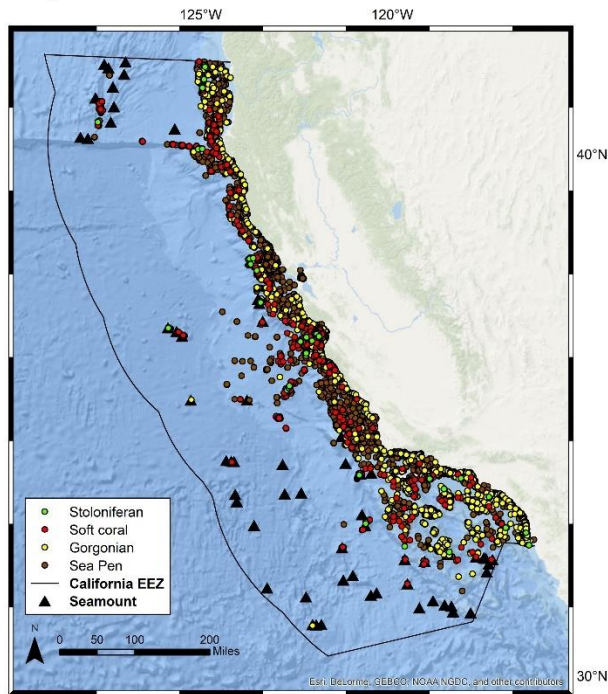 125°W 120°W
40°N
Stoloniferan
Soft coral
Gorgonian
Sea Pen
California EEZ
Seamount
N
0 50 100 200
Miles
30°N
Esri, DeLorme, GEBCO, NOAA NGDC, and other contributors